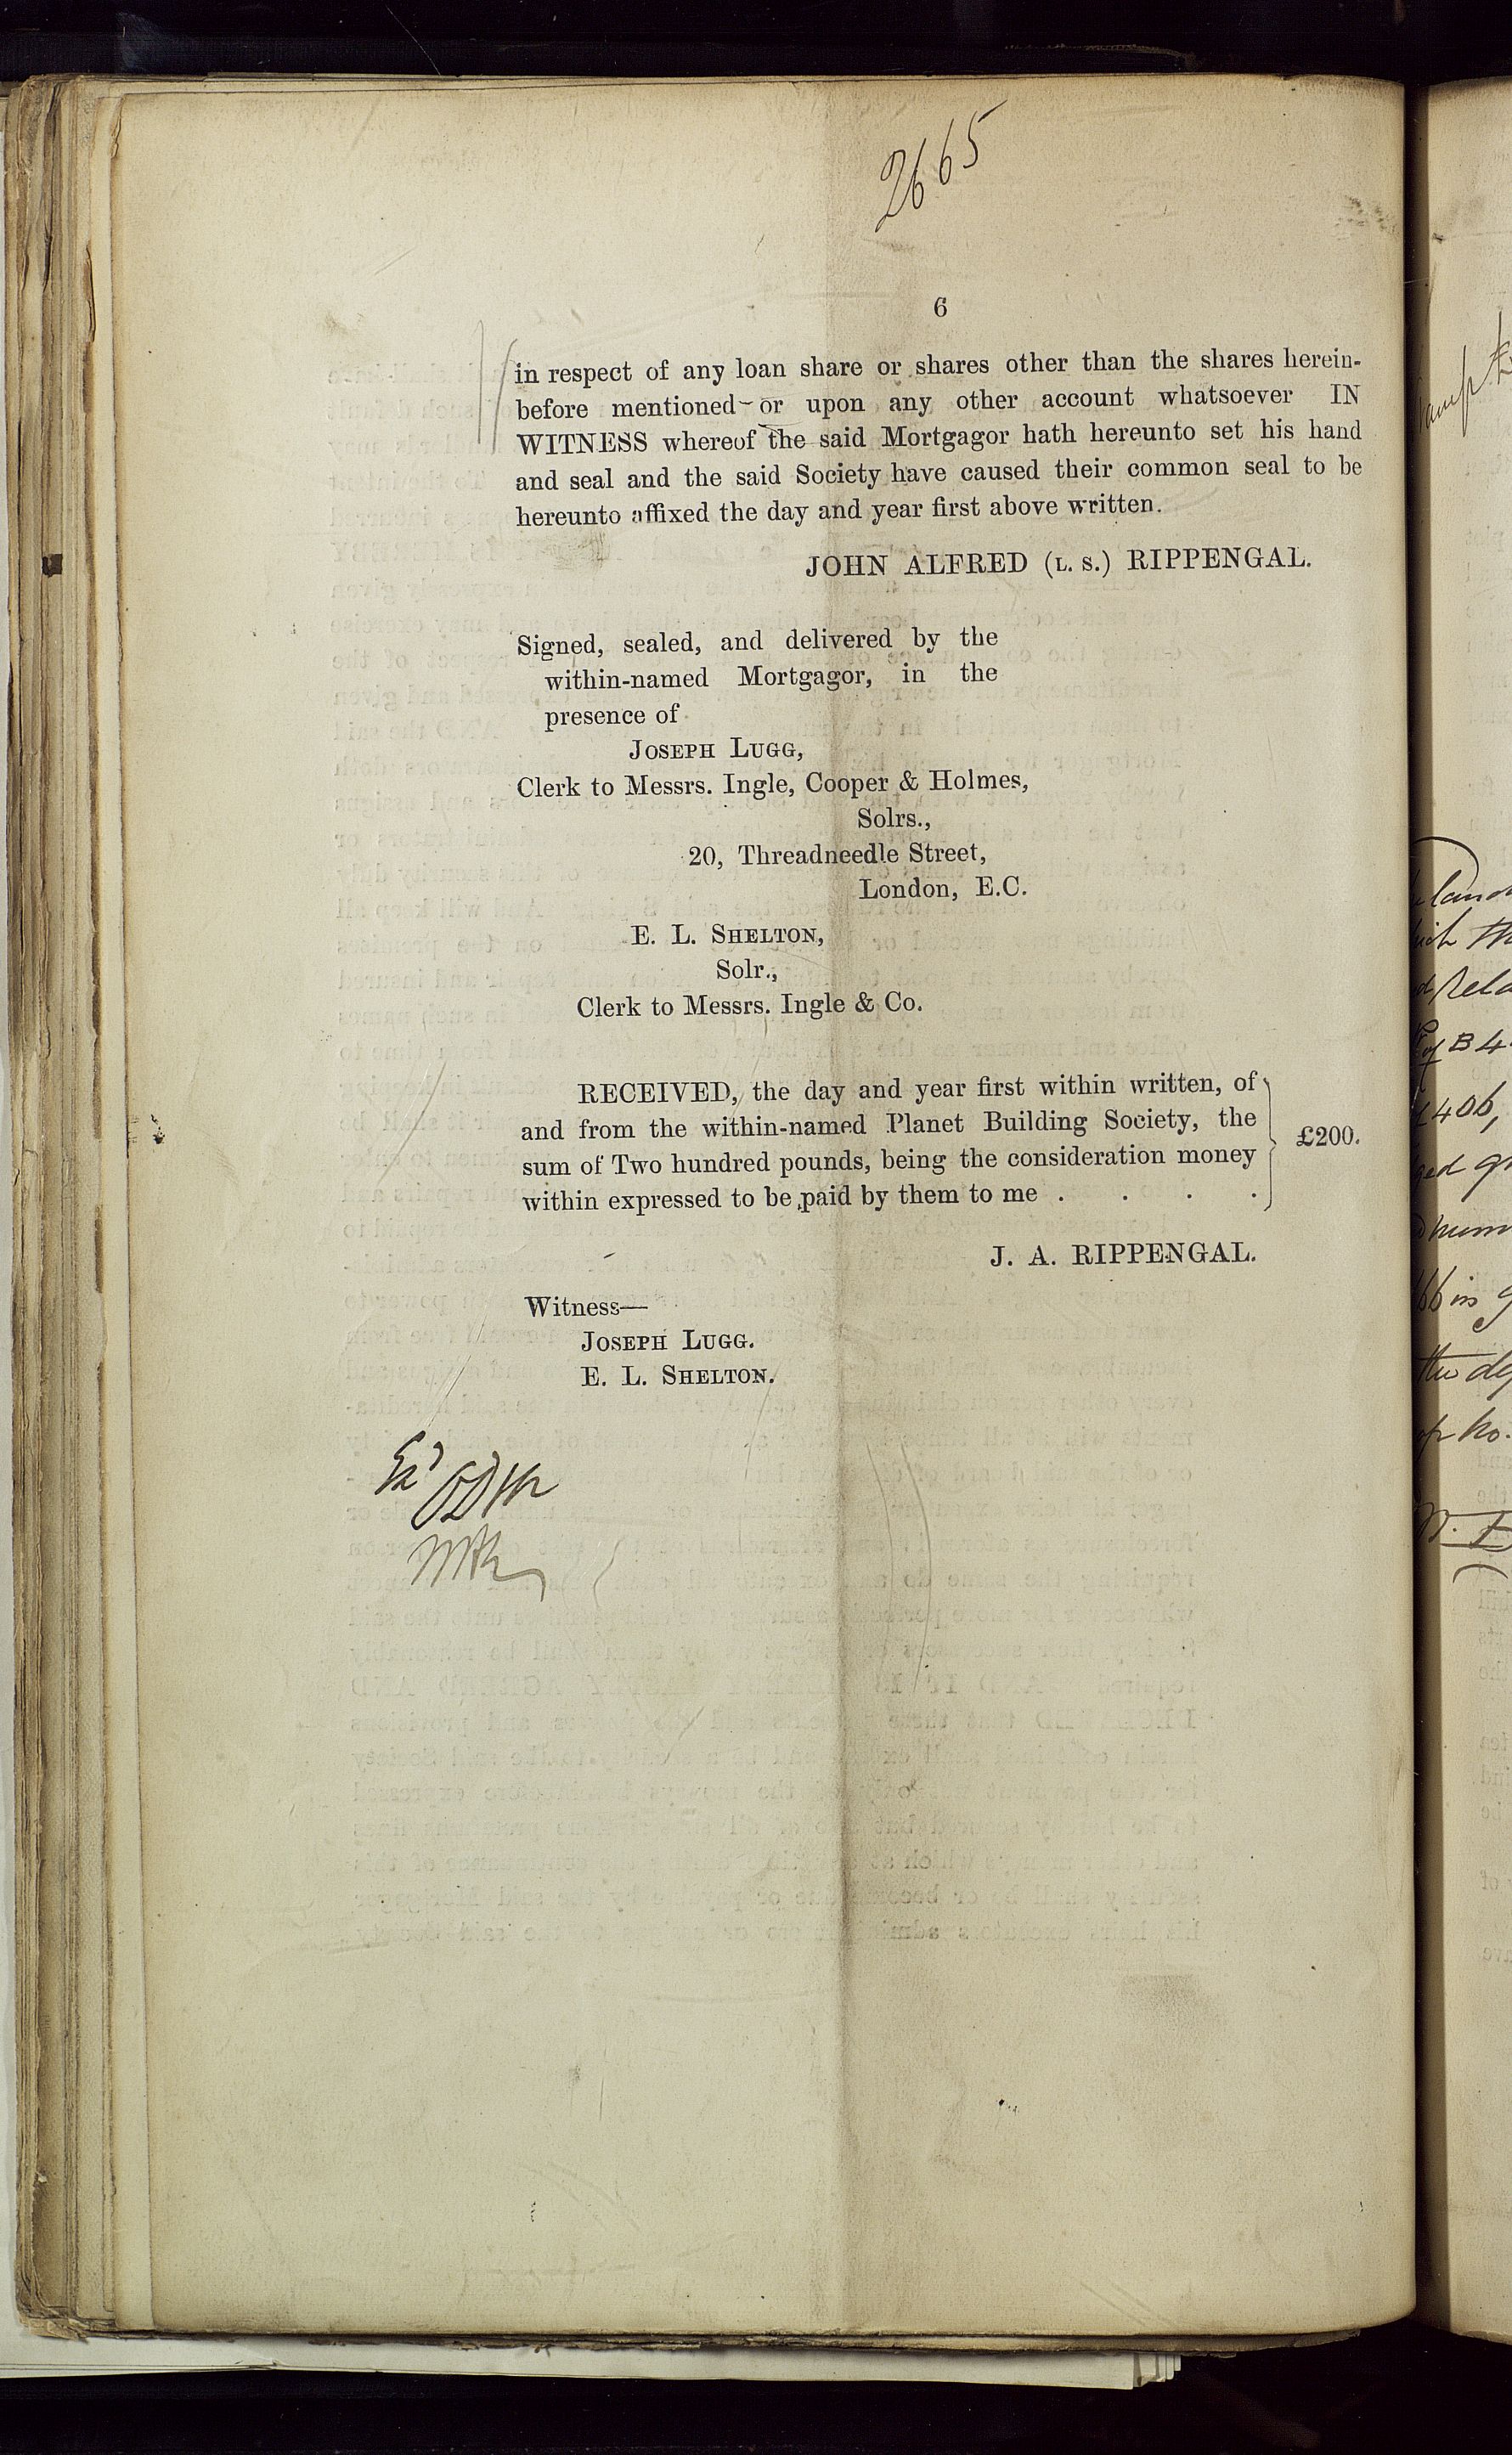 2665
6
in respect of any loan share or shares other than the shares herein-
before mentioned or upon any other account whatsoever IN
WITNESS whereof the said Mortgagor hath hereunto set his hand
and seal and the said Society have caused their common seal to be
hereunto affixed the day and year first above written.
JOHN ALFRED (L. S.) RIPPENGAL.
Signed, sealed, and delivered by the
within-named Mortgagor, in the
presence of
JOSEPH LUGG,
Clerk to Messrs. Ingle, Cooper & Holmes,
Solrs.,
20, Threadneedle Street,
London, E.C.
E. L. SHELTON,
Solr.,
Clerk to Messrs. Ingle & Co.
RECEIVED, the day and year first within written, of
and from the within-named Planet Building Society, the
sum of Two hundred pounds, being the consideration money
within expressed to be paid by them to me . . . .
£200.
J. A. RIPPENGAL.
Witness—
JOSEPH LUGG.
E. L. SHELTON.